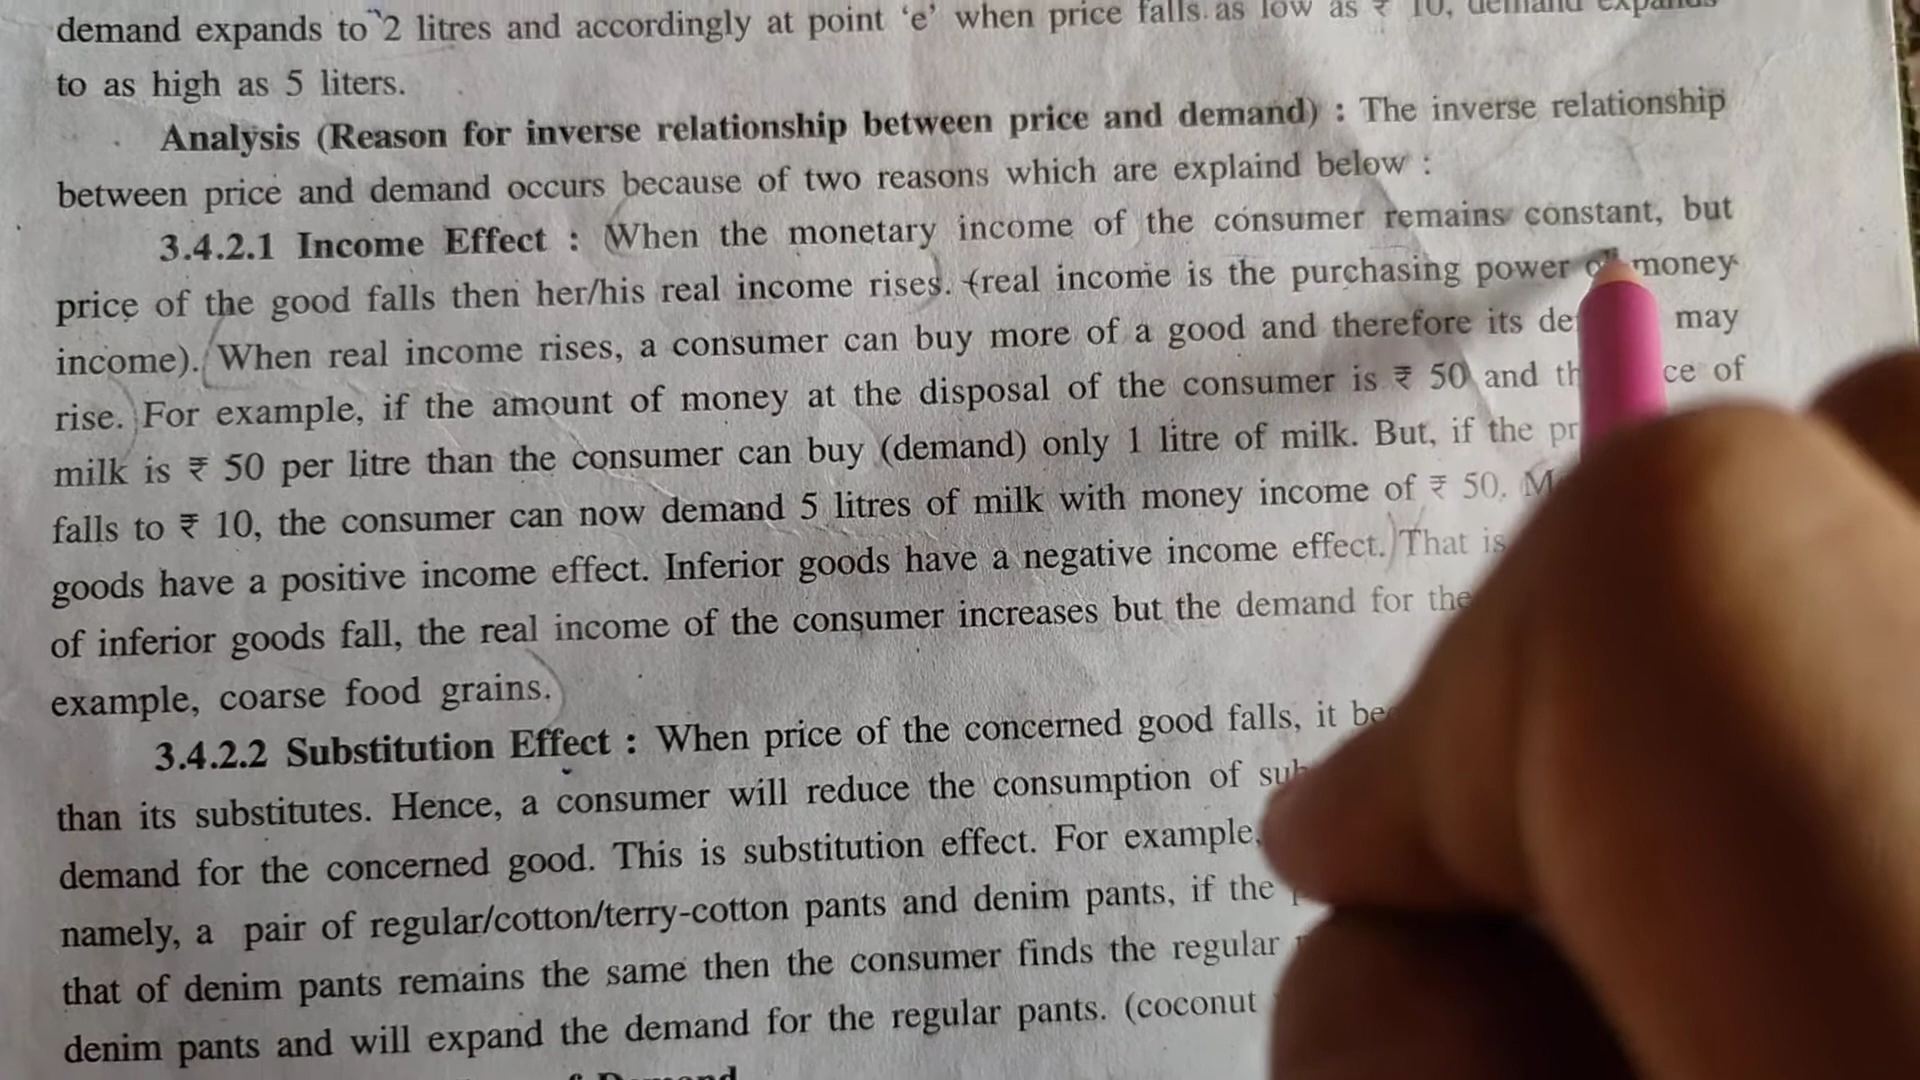 demand expands to 2 litres and accordingly at point ‘e’ when price falls as low as ₹ 10, demand expands
to as high as 5 liters.
Analysis (Reason for inverse relationship between price and demand) : The inverse relationship
between price and demand occurs because of two reasons which are explaind below :
3.4.2.1 Income Effect : When the monetary income of the consumer remains constant, but
price of the good falls then her/his real income rises. (real income is the purchasing power of money
income). When real income rises, a consumer can buy more of a good and therefore its may
rise. For example, if the amount of money at the disposal of the consumer is ₹ 50 and of
milk is ₹ 50 per litre than the consumer can buy (demand) only 1 litre of milk. But, if the
falls to ₹ 10, the consumer can now demand 5 litres of milk with money income of ₹ 50.
goods have a positive income effect. Inferior goods have a negative income effect. That is
of inferior goods fall, the real income of the consumer increases but the demand for
example, coarse food grains.
3.4.2.2 Substitution Effect : When price of the concerned good falls, it
than its substitutes. Hence, a consumer will reduce the consumption of
demand for the concerned good. This is substitution effect. For example,
namely, a pair of regular/cotton/terry-cotton pants and denim pants, if the
that of denim pants remains the same then the consumer finds the regular
denim pants and will expand the demand for the regular pants. (coconut
Demand